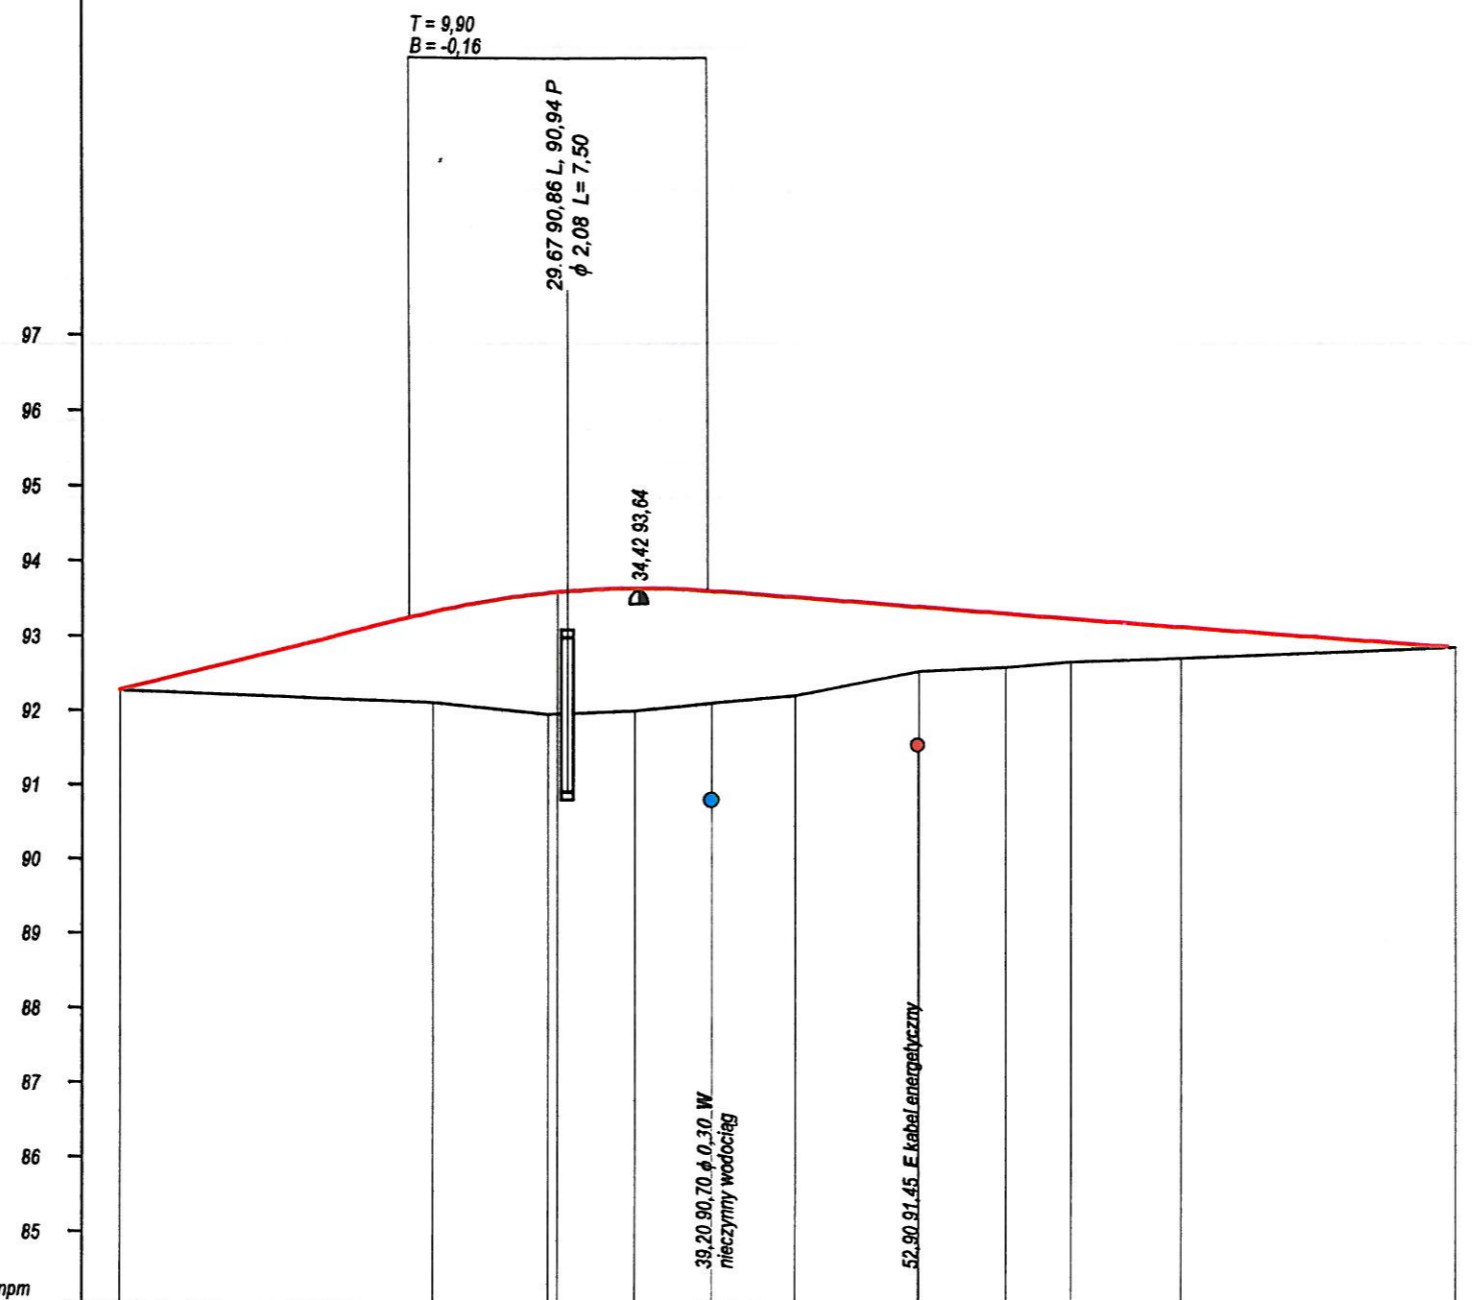 T = 9,90
B = -0,16
29.67 90,86 L, 90,94 P
ϕ 2,08 L= 7,50
34,42 93,64
97
96
95
94
93
92
91
90
89
88
87
86
85
39,20 90,70 ϕ 0,30 W
nieczynny wodociąg
52,90 91,45 E kabel energetyczny
npm